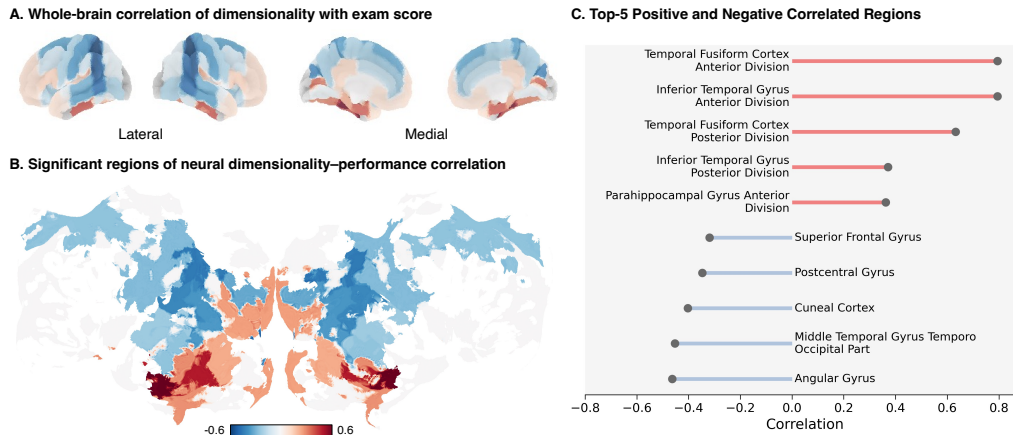 A. Whole-brain correlation of dimensionality with exam score
Lateral
Medial
B. Significant regions of neural dimensionality–performance correlation
-0.6
0.6
C. Top-5 Positive and Negative Correlated Regions
Temporal Fusiform Cortex
Anterior Division
Inferior Temporal Gyrus
Anterior Division
Temporal Fusiform Cortex
Posterior Division
Inferior Temporal Gyrus
Posterior Division
Parahippocampal Gyrus Anterior
Division
Superior Frontal Gyrus
Postcentral Gyrus
Cuneal Cortex
Middle Temporal Gyrus Temporo
Occipital Part
Angular Gyrus
−0.8 −0.6 −0.4 −0.2 0.0 0.2 0.4 0.6 0.8
Correlation